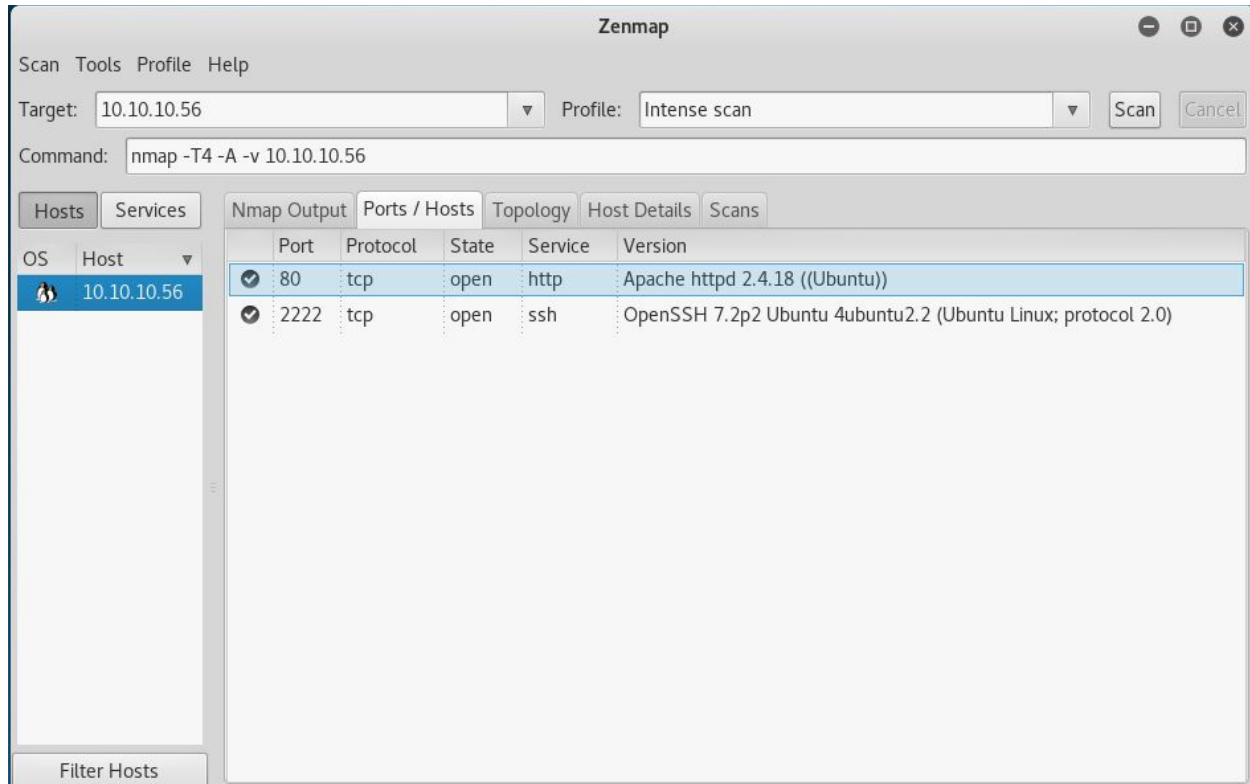 Zenmap
Scan Tools Profile Help
Target: 10.10.10.56 Profile: Intense scan Scan Cancel
Command: nmap -T4 -A -v 10.10.10.56
Hosts Services Nmap Output Ports / Hosts Topology Host Details Scans
OS Host
10.10.10.56
Port Protocol State Service Version
80 tcp open http Apache httpd 2.4.18 ((Ubuntu))
2222 tcp open ssh OpenSSH 7.2p2 Ubuntu 4ubuntu2.2 (Ubuntu Linux; protocol 2.0)
Filter Hosts